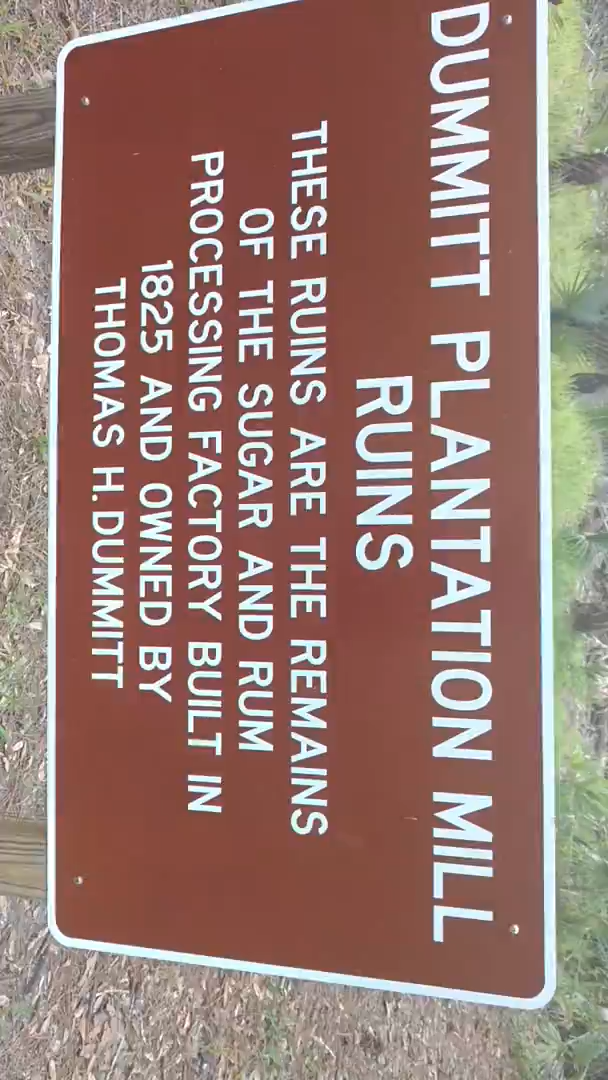 DUMMITT PLANTATION MILL
RUINS
THESE RUINS ARE THE REMAINS
OF THE SUGAR AND RUM
PROCESSING FACTORY BUILT IN
1825 AND OWNED BY
THOMAS H. DUMMITT